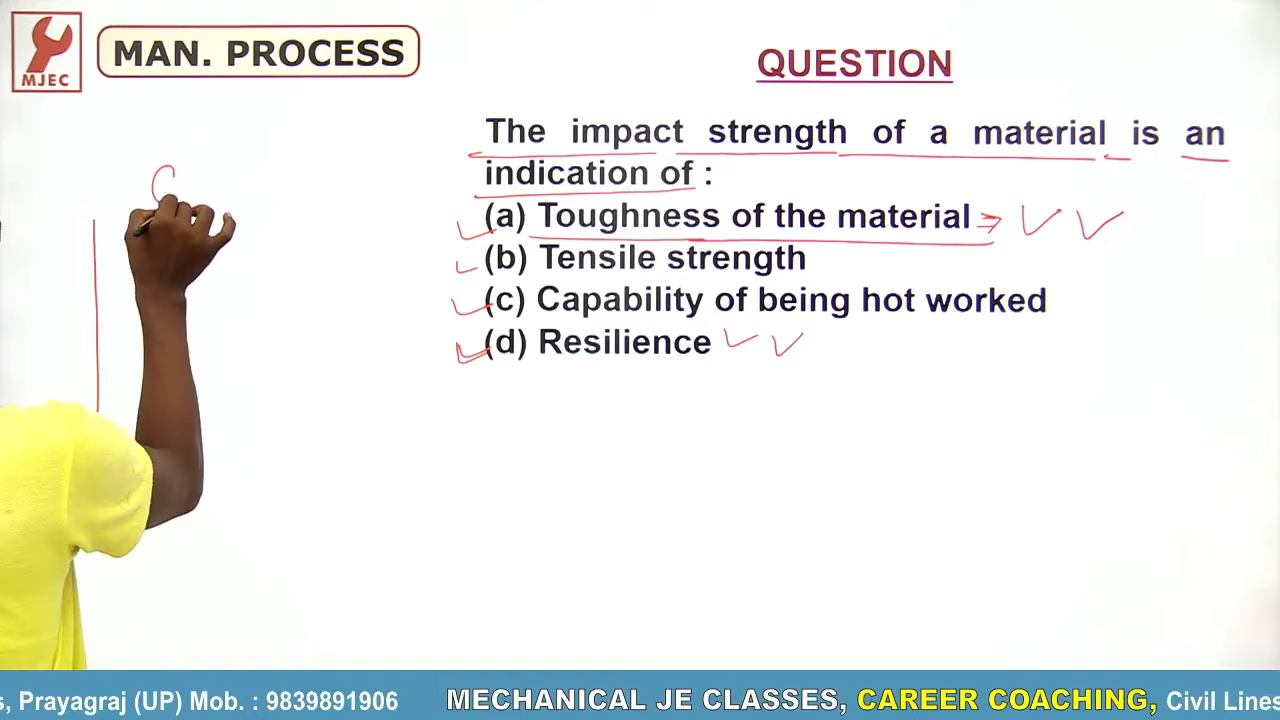 MJEC
MAN. PROCESS
QUESTION
The impact strength of a material is an
indication of :
(a) Toughness of the material
(b) Tensile strength
(c) Capability of being hot worked
(d) Resilience
s, Prayagraj (UP) Mob. : 9839891906 MECHANICAL JE CLASSES, CAREER COACHING, Civil Lines